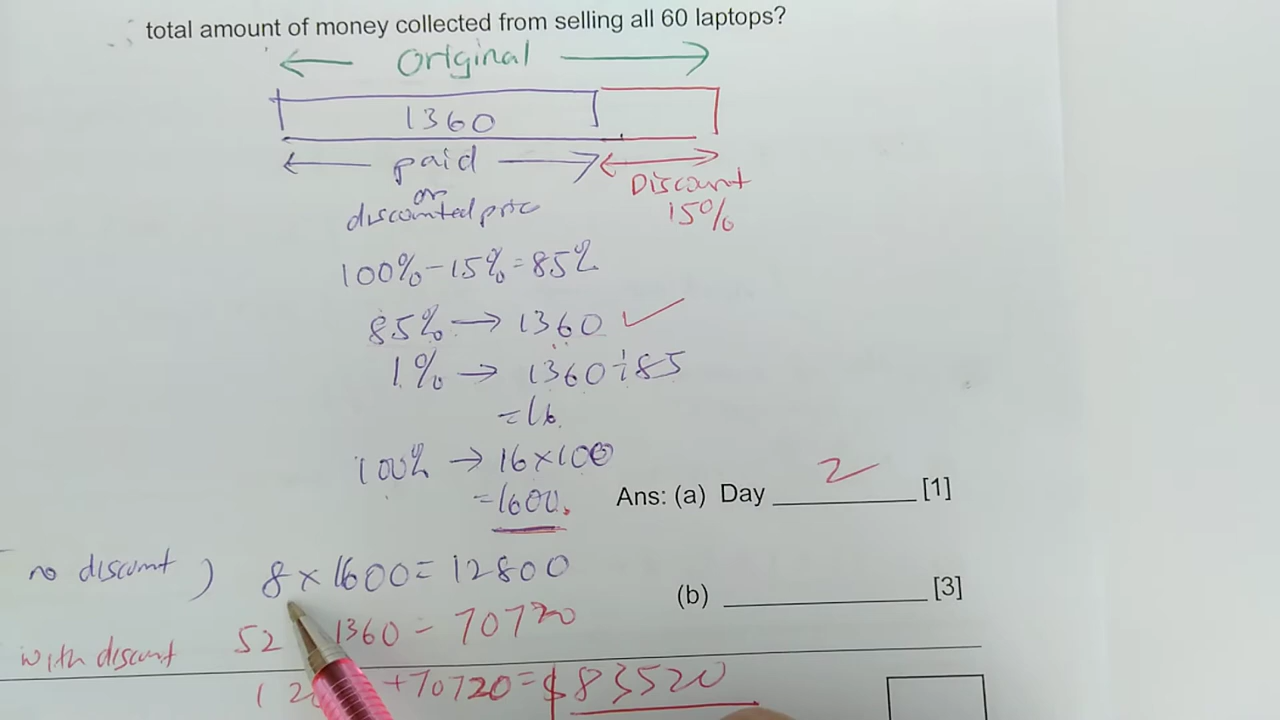 total amount of money collected from selling all 60 laptops?
Original
1360
paid
or
discounted price
Discount
15%
100% - 15% = 85%
85% → 1360 ✓
1% → 1360 ÷ 85
= 16.
100% → 16 × 100
= 1600.
Ans: (a) Day 2 [1]
no discount ) 8 × 1600 = 12800
(b) [3]
with discount 52 1360 = 70720
12 + 70720 = $83520